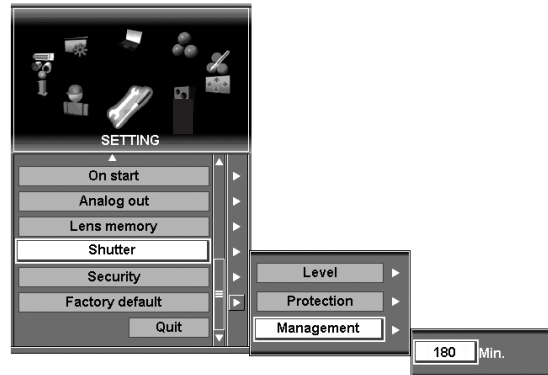 SETTING
On start
Analog out
Lens memory
Shutter
Security
Factory default
Quit
Level
Protection
Management
180 Min.